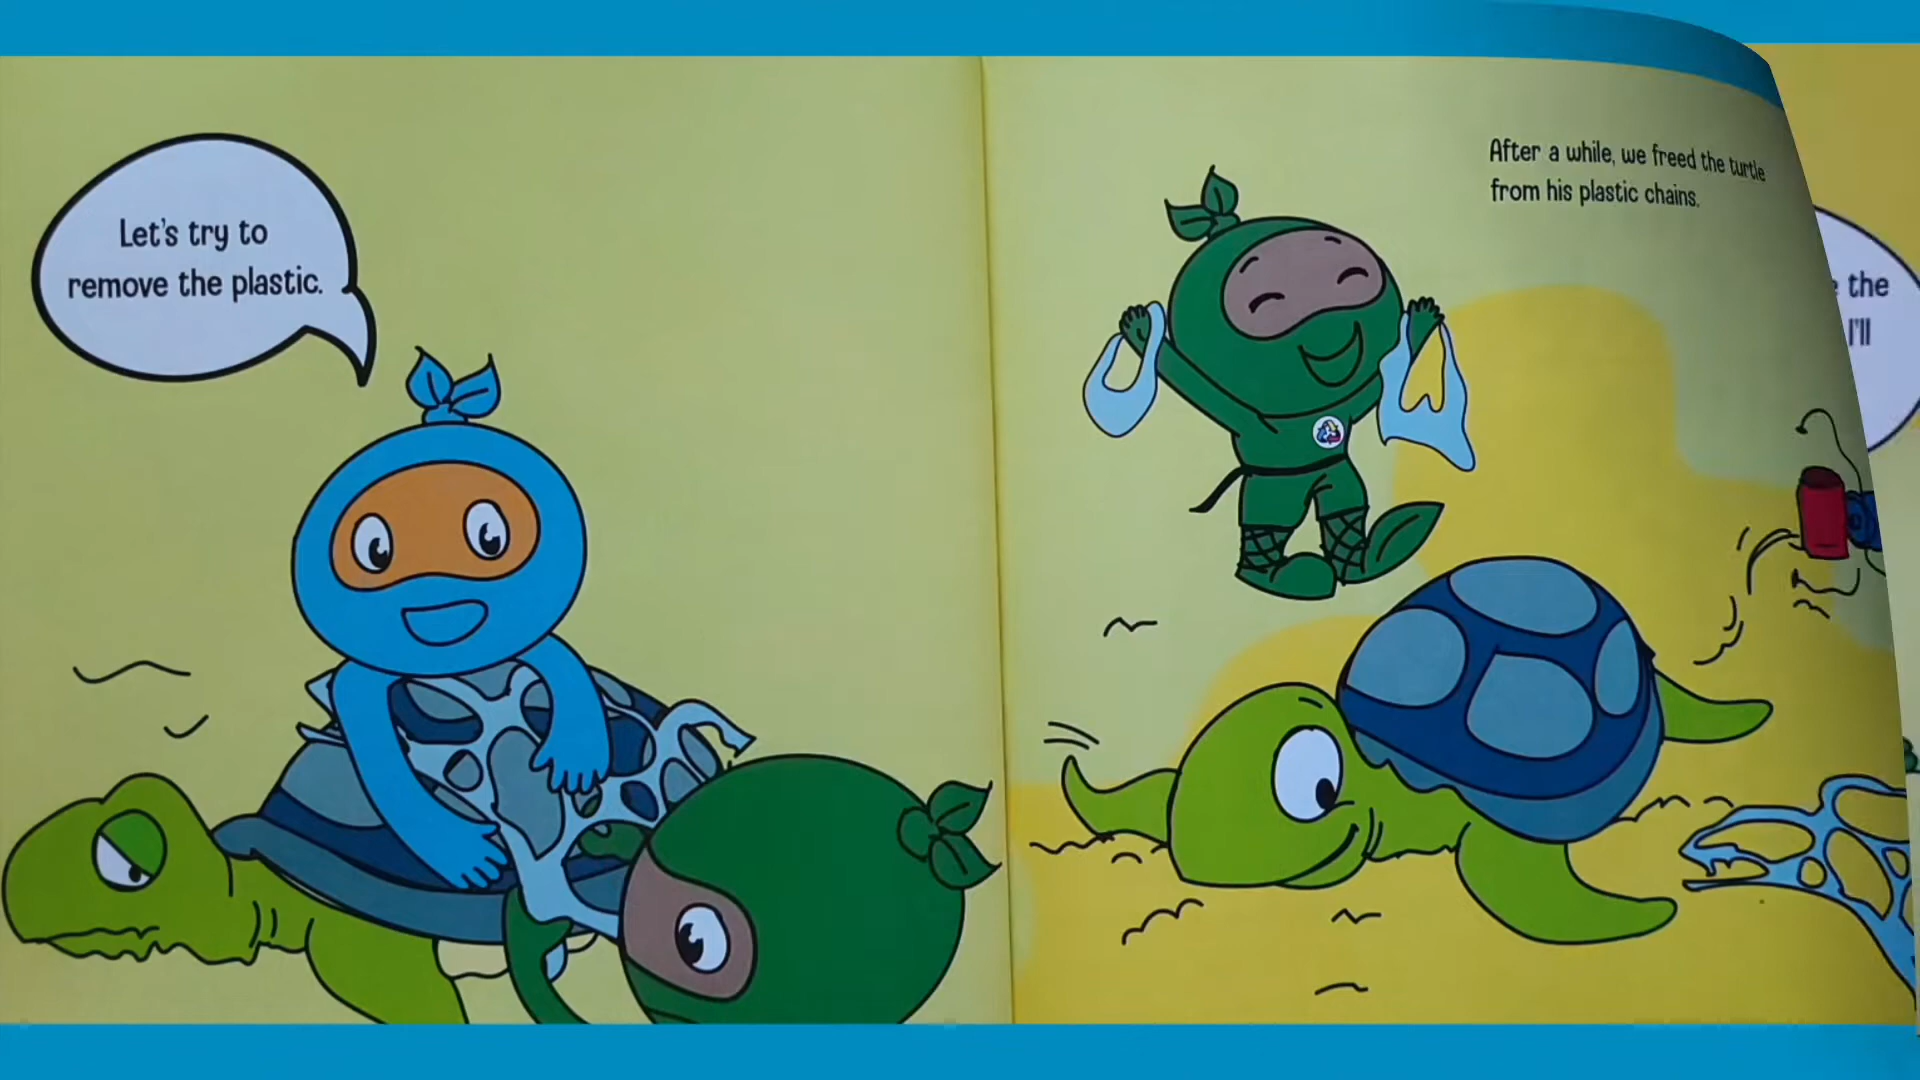 Let's try to
remove the plastic.
After a while, we freed the turtle
from his plastic chains.
the
I'll